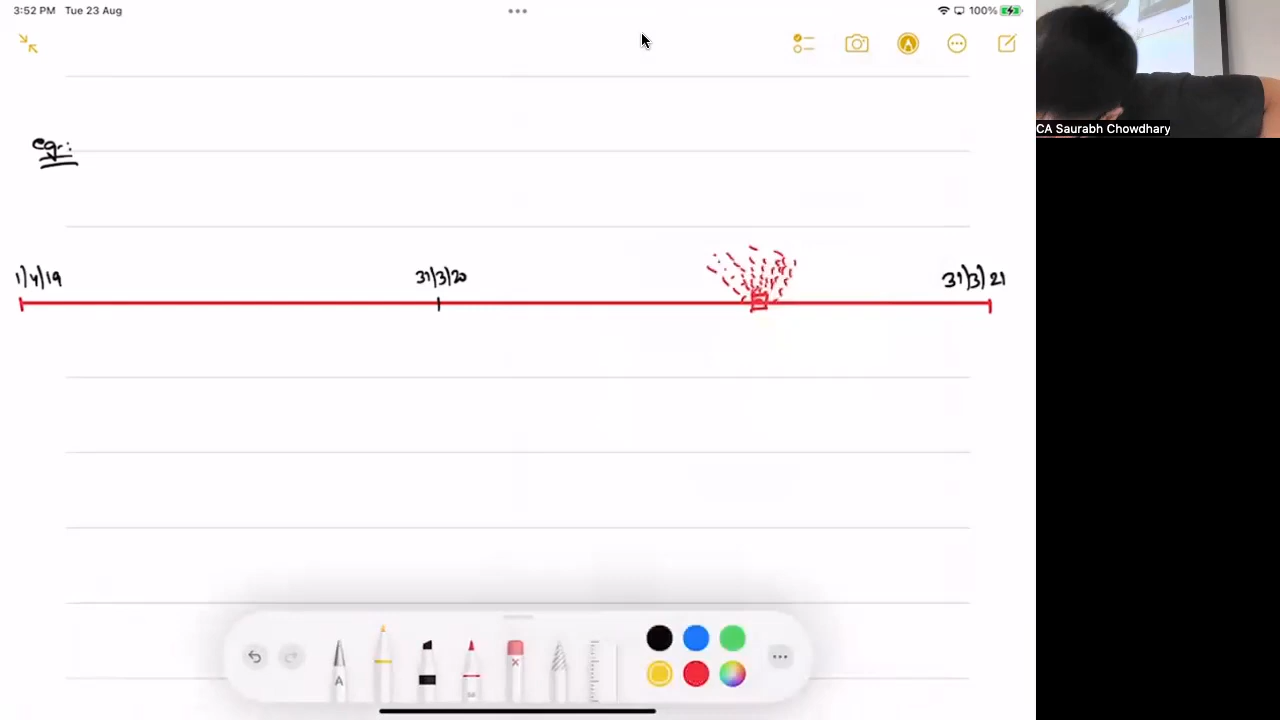 3:52 PM Tue 23 Aug
100%
eg:
1/4/19
31/3/20
31/3/21
A
CA Saurabh Chowdhary